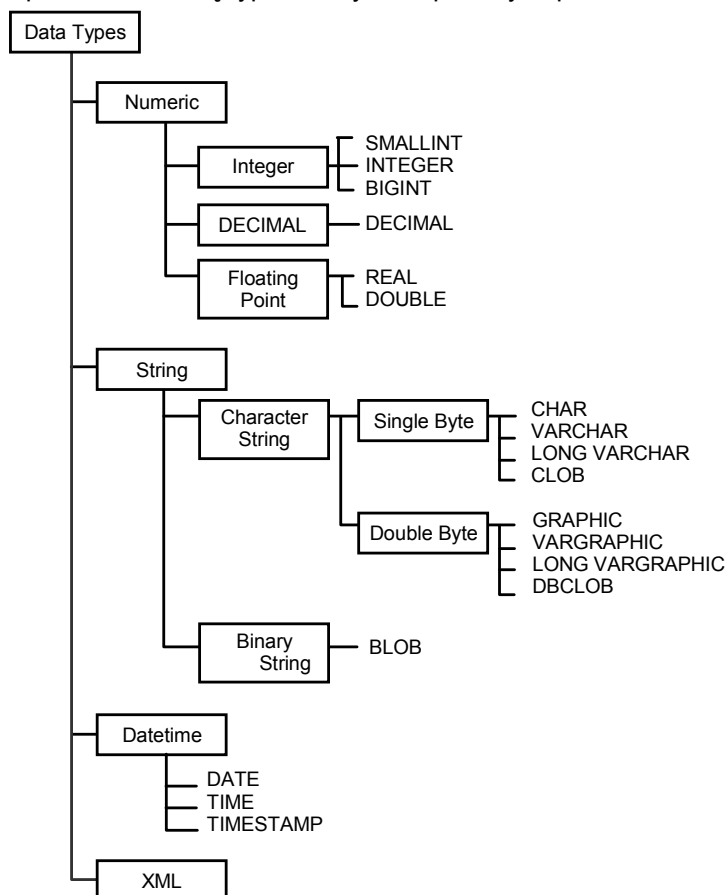 Data Types
Numeric
Integer
SMALLINT
INTEGER
BIGINT
DECIMAL
DECIMAL
Floating
Point
REAL
DOUBLE
String
Character
String
Single Byte
CHAR
VARCHAR
LONG VARCHAR
CLOB
Double Byte
GRAPHIC
VARGRAPHIC
LONG VARGRAPHIC
DBCLOB
Binary
String
BLOB
Datetime
DATE
TIME
TIMESTAMP
XML